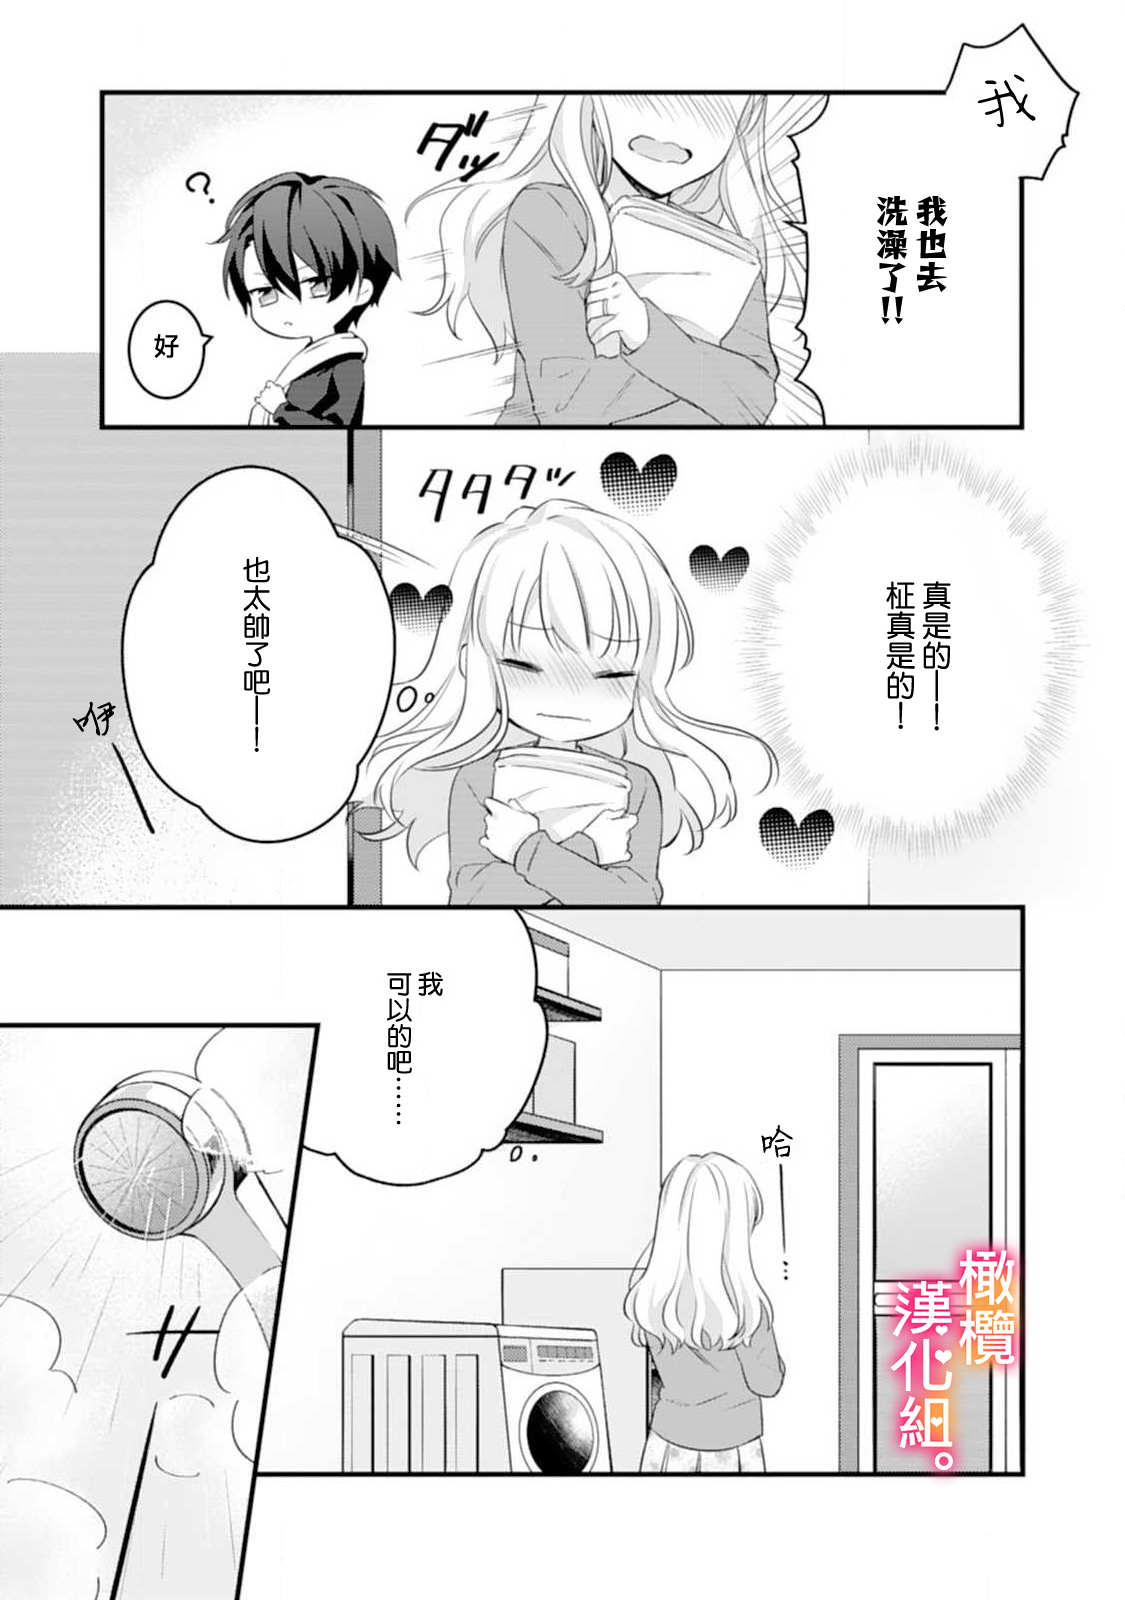 我
我也去
洗澡了!!
ダダッ
?
好
真是的——！
柾真是的！
タタタッ
也太帥了吧——！
咿
我
可以的吧……
哈
…
橄欖
漢化組。